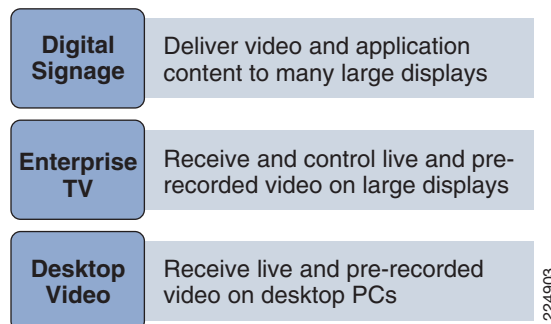 Digital
Signage
Deliver video and application
content to many large displays
Enterprise
TV
Receive and control live and pre-
recorded video on large displays
Desktop
Video
Receive live and pre-recorded
video on desktop PCs
224903